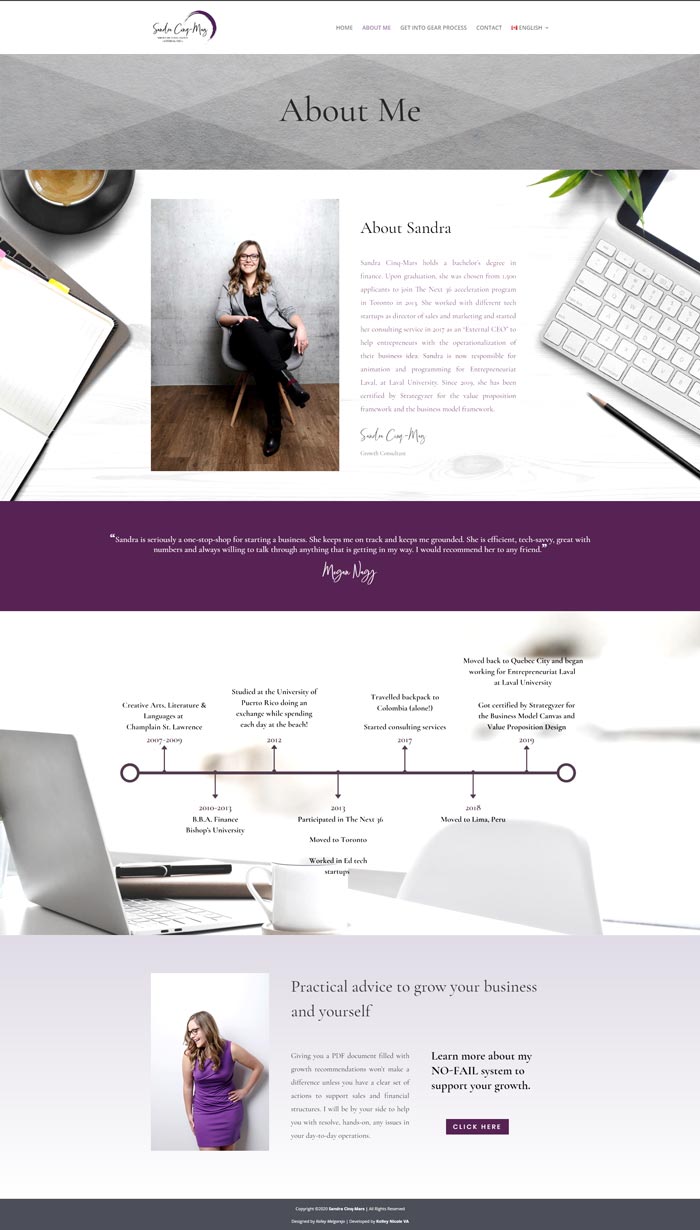 Sandra Cinq-Mars
HOME ABOUT ME GET INTO GEAR PROCESS CONTACT ENGLISH
About Me
About Sandra
Sandra Cinq-Mars holds a bachelor's degree in
finance. Upon graduation, she was chosen from 1,300
applicants to join The Next 36 acceleration program
in Toronto in 2013. She worked with different tech
startups as director of sales and marketing and started
her consulting service in 2017 as an "External CEO" to
help entrepreneurs with the operationalization of
their business idea. Sandra is now responsible for
animation and programming for Entrepreneuriat
Laval, at Laval University. Since 2019, she has been
certified by Strategyzer for the value proposition
framework and the business model framework.
Sandra Cinq-Mars
Growth Consultant
“Sandra is seriously a one-stop-shop for starting a business. She keeps me on track and keeps me grounded. She is efficient, tech-savvy, great with
numbers and always willing to talk through anything that is getting in my way. I would recommend her to any friend.”
Megan Nagy
Creative Arts, Literature &
Languages at
Champlain St. Lawrence
2007-2009
Studied at the University of
Puerto Rico doing an
exchange while spending
each day at the beach!
2012
Travelled backpack to
Colombia (alone!)
Started consulting services
2017
Moved back to Quebec City and began
working for Entrepreneuriat Laval
at Laval University
Got certified by Strategyzer for
the Business Model Canvas and
Value Proposition Design
2019
2010-2013
B.B.A. Finance
Bishop's University
2013
Participated in The Next 36
Moved to Toronto
Worked in Ed tech
startups
2018
Moved to Lima, Peru
Practical advice to grow your business
and yourself
Giving you a PDF document filled with
growth recommendations won't make a
difference unless you have a clear set of
actions to support sales and financial
structures. I will be by your side to help
you with resolve, hands-on, any issues in
your day-to-day operations.
Learn more about my
NO-FAIL system to
support your growth.
CLICK HERE
Copyright ©2020 Sandra Cinq-Mars | All Rights Reserved
Designed by Kelley Megarejo | Developed by Kelley Nicole VA